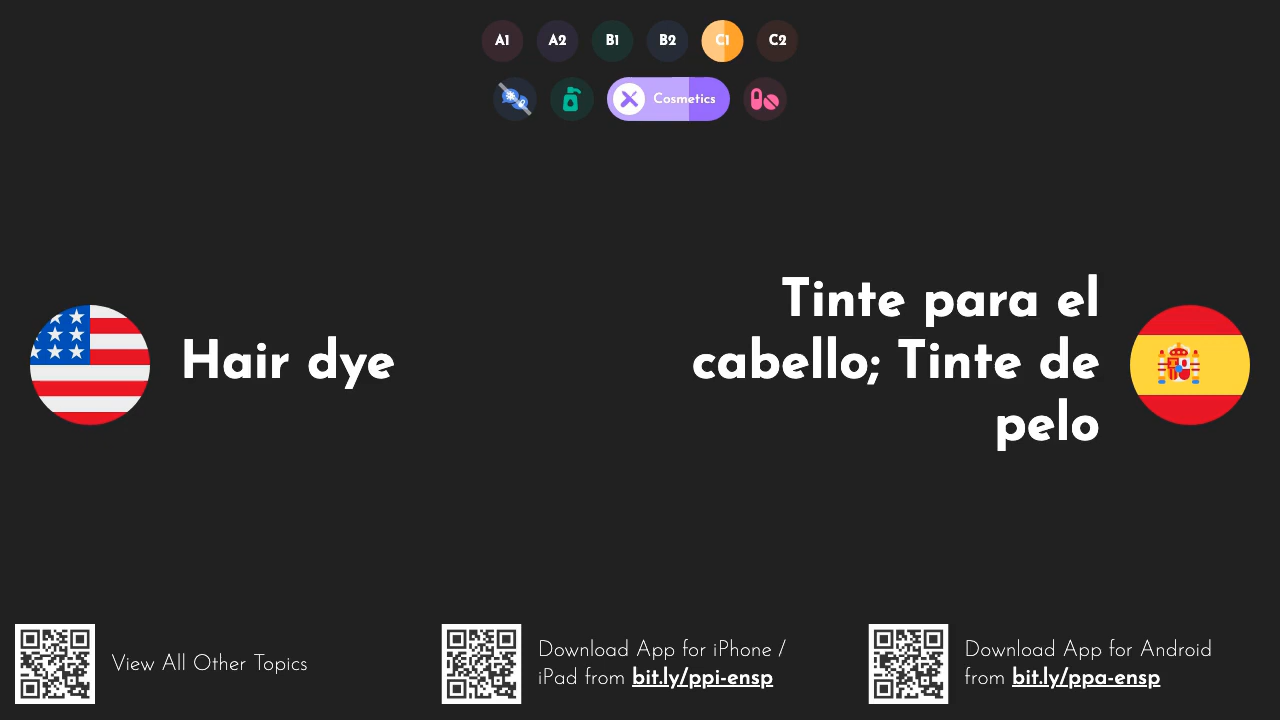 A1 A2 B1 B2 C1 C2
Cosmetics
Hair dye
Tinte para el
cabello; Tinte de
pelo
View All Other Topics
Download App for iPhone /
iPad from bit.ly/ppi-ensp
Download App for Android
from bit.ly/ppa-ensp